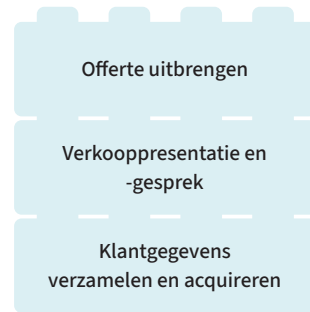 Offerte uitbrengen
Verkooppresentatie en
-gesprek
Klantgegevens
verzamelen en acquireren